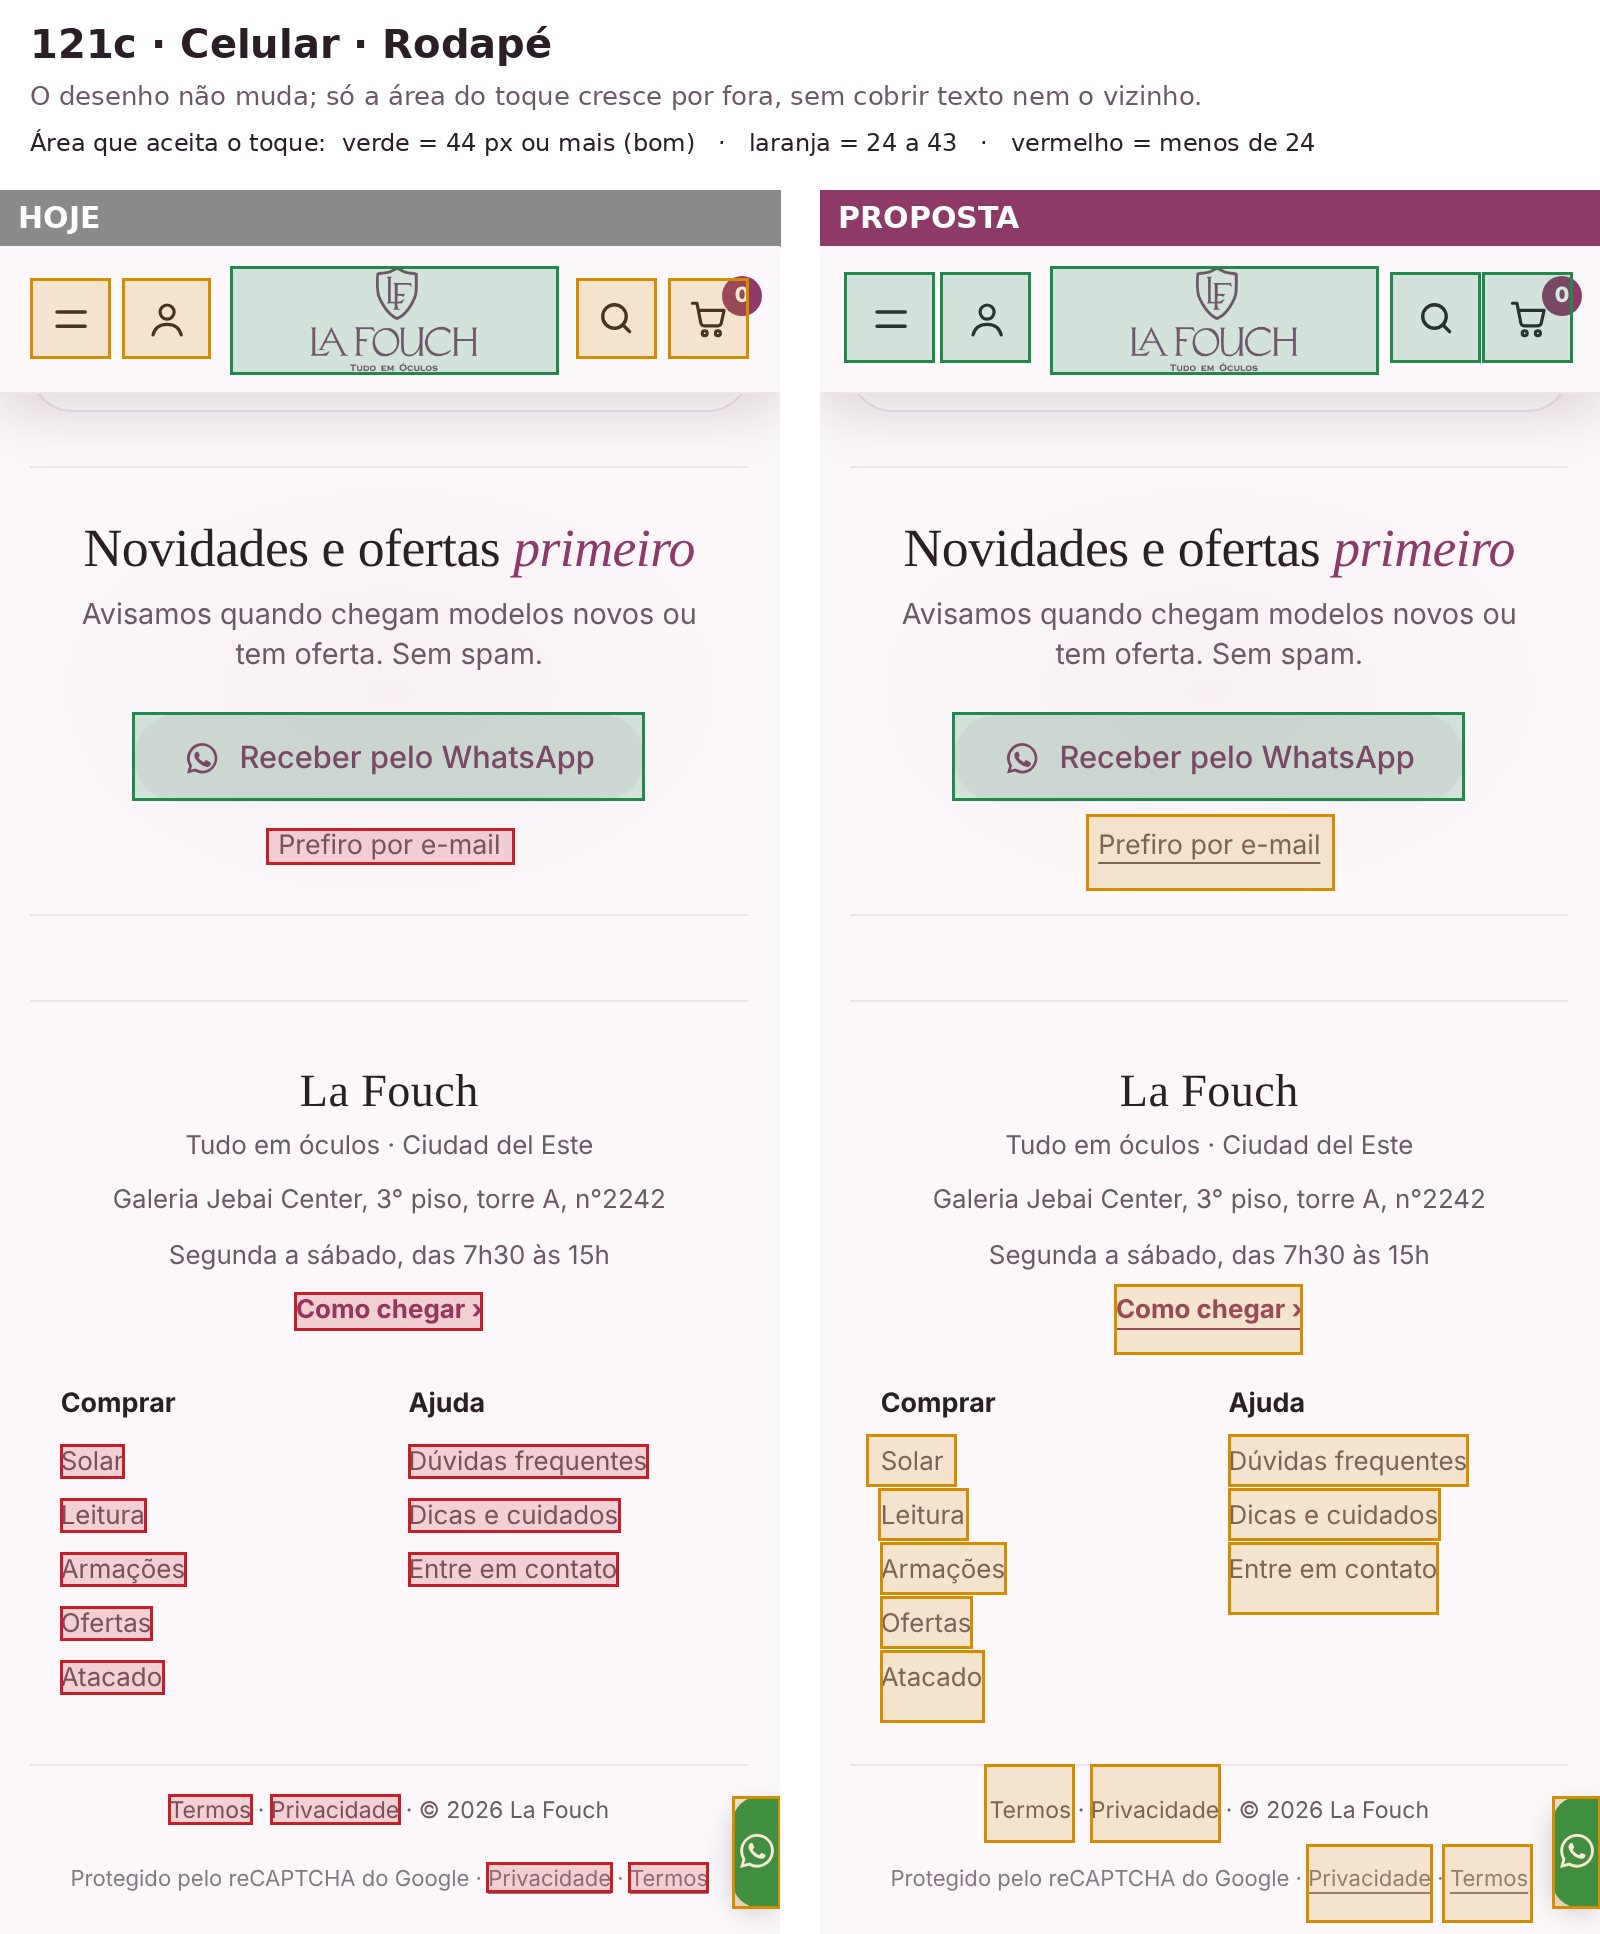 121c · Celular · Rodapé
O desenho não muda; só a área do toque cresce por fora, sem cobrir texto nem o vizinho.
Área que aceita o toque: verde = 44 px ou mais (bom) · laranja = 24 a 43 · vermelho = menos de 24
HOJE
LF
LA FOUCH
Tudo em Óculos
0
Novidades e ofertas primeiro
Avisamos quando chegam modelos novos ou
tem oferta. Sem spam.
Receber pelo WhatsApp
Prefiro por e-mail
La Fouch
Tudo em óculos · Ciudad del Este
Galeria Jebai Center, 3° piso, torre A, n°2242
Segunda a sábado, das 7h30 às 15h
Como chegar ›
Comprar
Solar
Leitura
Armações
Ofertas
Atacado
Ajuda
Dúvidas frequentes
Dicas e cuidados
Entre em contato
Termos · Privacidade · © 2026 La Fouch
Protegido pelo reCAPTCHA do Google · Privacidade · Termos
PROPOSTA
LF
LA FOUCH
Tudo em Óculos
0
Novidades e ofertas primeiro
Avisamos quando chegam modelos novos ou
tem oferta. Sem spam.
Receber pelo WhatsApp
Prefiro por e-mail
La Fouch
Tudo em óculos · Ciudad del Este
Galeria Jebai Center, 3° piso, torre A, n°2242
Segunda a sábado, das 7h30 às 15h
Como chegar ›
Comprar
Solar
Leitura
Armações
Ofertas
Atacado
Ajuda
Dúvidas frequentes
Dicas e cuidados
Entre em contato
Termos · Privacidade · © 2026 La Fouch
Protegido pelo reCAPTCHA do Google · Privacidade · Termos